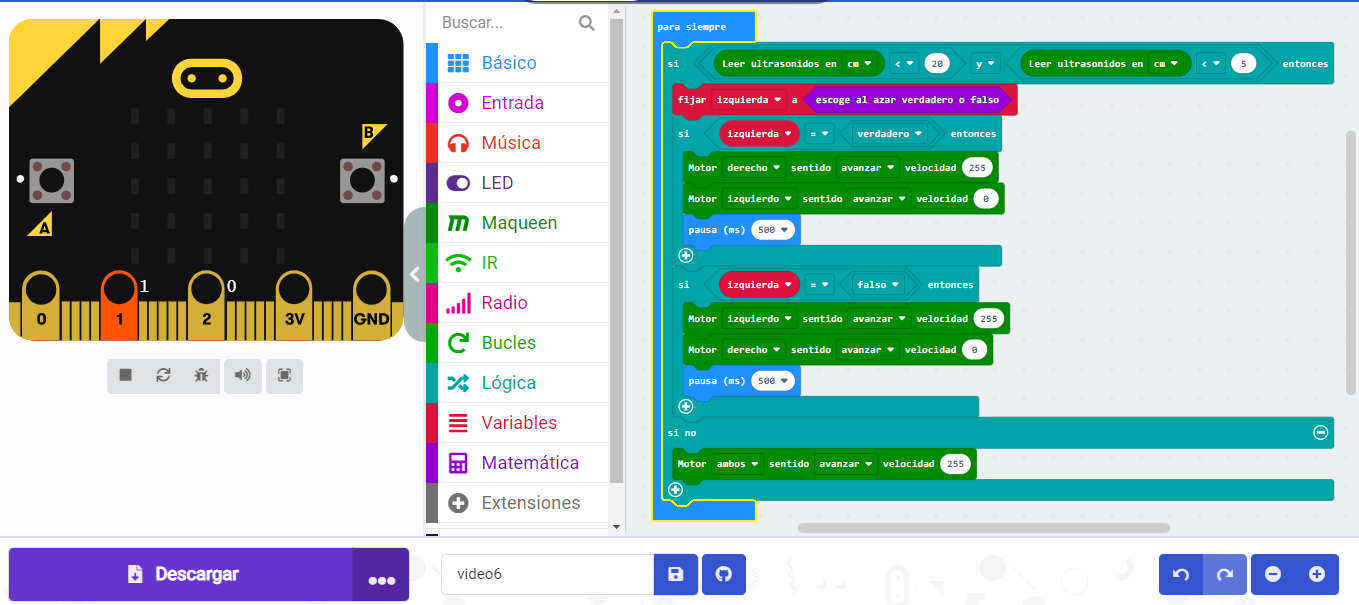 B
A
1
0
0
1
2
3V
GND
Buscar...
Básico
Entrada
Música
LED
Maqueen
IR
Radio
Bucles
Lógica
Variables
Matemática
Extensiones
para siempre
si Leer ultrasonidos en cm < 20 y Leer ultrasonidos en cm < 5 entonces
fijar izquierda a escoge al azar verdadero o falso
si izquierda = verdadero entonces
Motor derecho sentido avanzar velocidad 255
Motor izquierdo sentido avanzar velocidad 0
pausa (ms) 500
si izquierda = falso entonces
Motor izquierdo sentido avanzar velocidad 255
Motor derecho sentido avanzar velocidad 0
pausa (ms) 500
si no
Motor ambos sentido avanzar velocidad 255
Descargar
video6